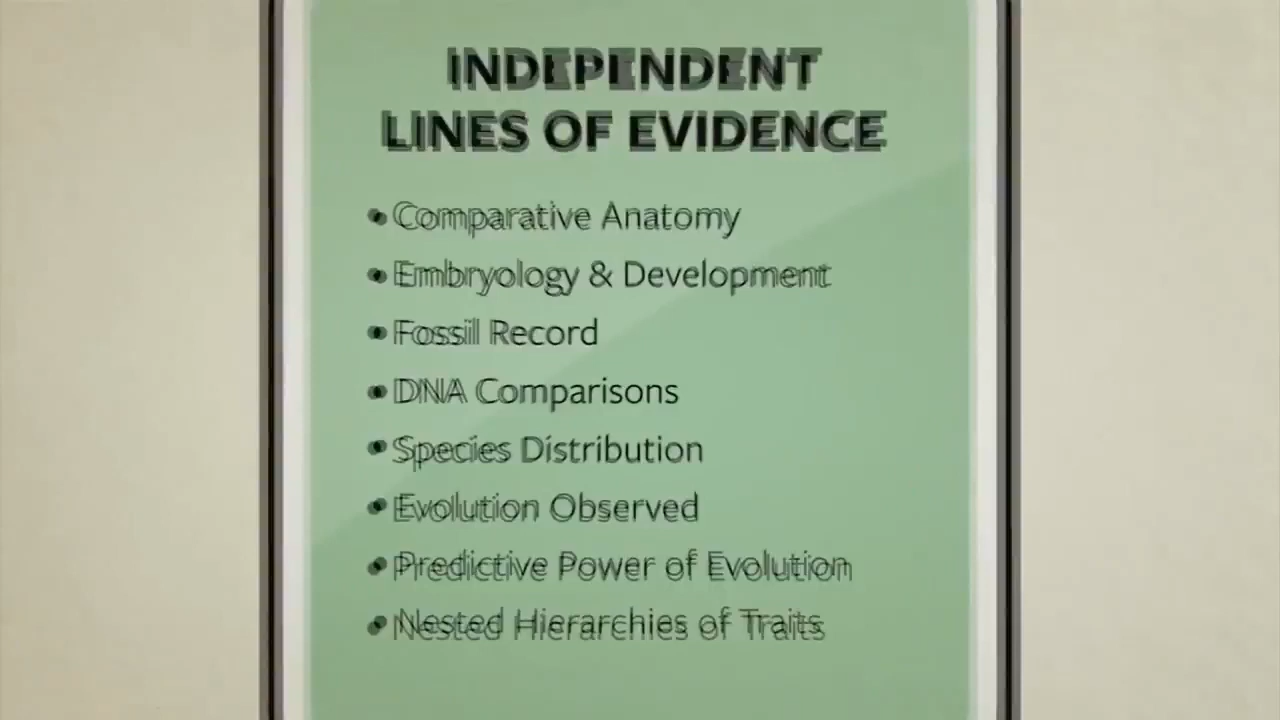 INDEPENDENT
LINES OF EVIDENCE
• Comparative Anatomy
• Embryology & Development
• Fossil Record
• DNA Comparisons
• Species Distribution
• Evolution Observed
• Predictive Power of Evolution
• Nested Hierarchies of Traits